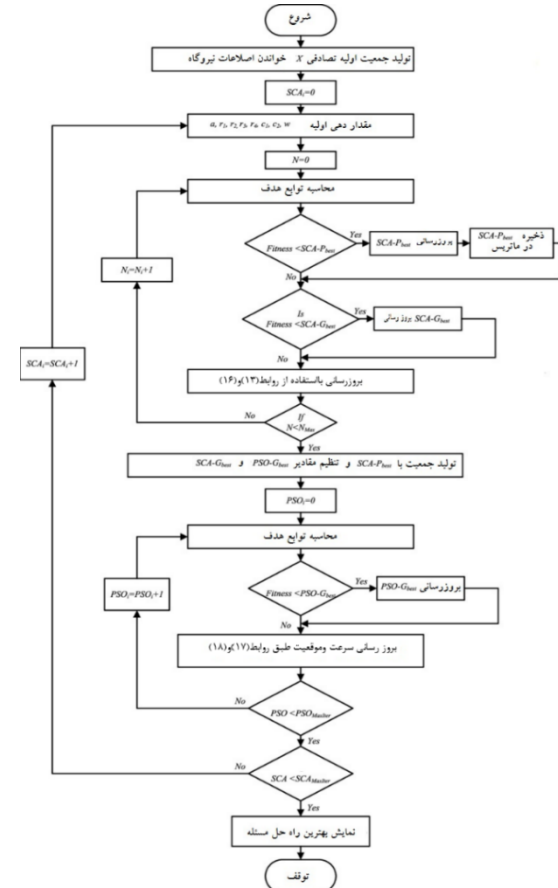 شروع
تولید جمعیت اولیه تصادفی X خواندن اصلاعات نیروگاه
SCAᵢ=0
مقدار دهی اولیه a, r₁, r₂, r₃, r₄, c₁, c₂, w
N=0
محاسبه توابع هدف
Fitness <SCA-Pbest
Yes
بروزرسانی SCA-Pbest
ذخیره SCA-Pbest
در ماتریس
No
Nᵢ=Nᵢ+1
Is
Fitness <SCA-Gbest
Yes
بروزرسانی SCA-Gbest
No
SCAᵢ=SCAᵢ+1
بروزرسانی بااستفاده از روابط(۱۳)و(۱۶)
If
N<NMax
No
Yes
تولید جمعیت با SCA-Pbest و تنظیم مقادیر PSO-Gbest و SCA-Gbest
PSOᵢ=0
محاسبه توابع هدف
PSOᵢ=PSOᵢ+1
Fitness <PSO-Gbest
Yes
بروزرسانی PSO-Gbest
No
بروز رسانی سرعت وموقعیت طبق روابط(۱۷)و(۱۸)
No
PSO <PSOMaxIter
Yes
No
SCA <SCAMaxIter
Yes
نمایش بهترین راه حل مسئله
توقف